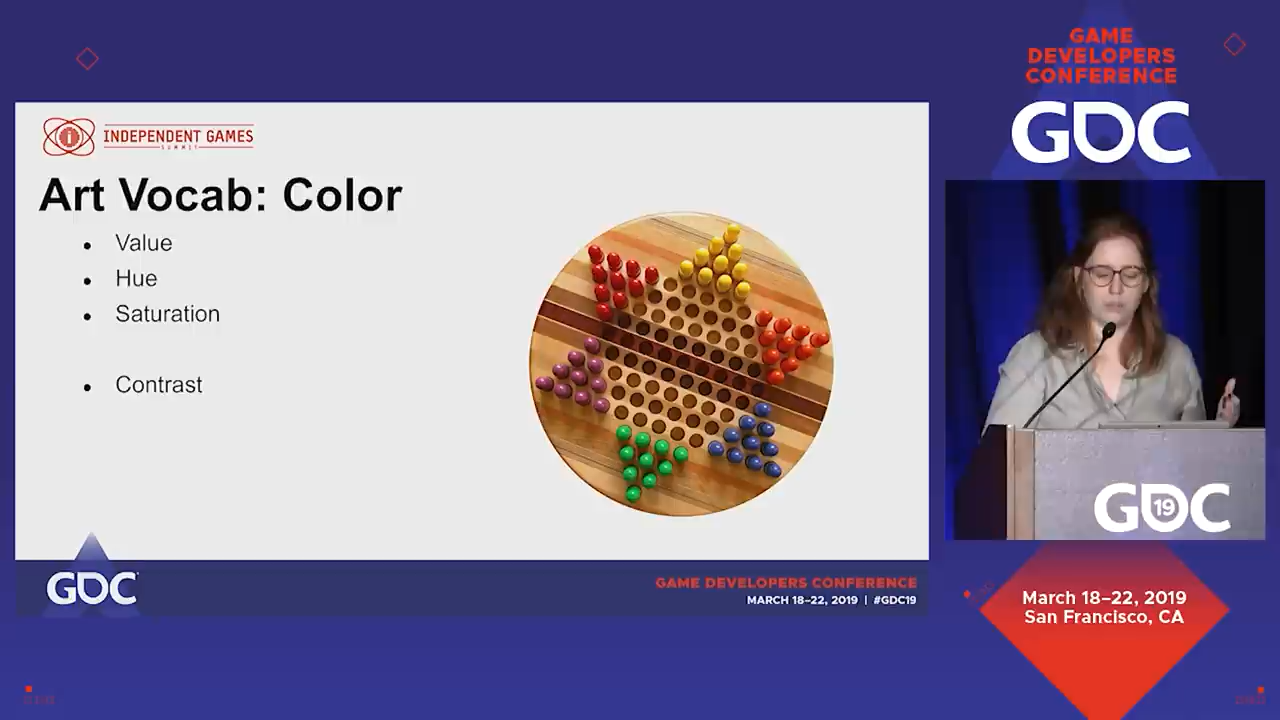 GAME
DEVELOPERS
CONFERENCE
GDC
INDEPENDENT GAMES
SUMMIT
Art Vocab: Color
• Value
• Hue
• Saturation
• Contrast
GDC
19
GDC
GAME DEVELOPERS CONFERENCE
MARCH 18–22, 2019 | #GDC19
March 18–22, 2019
San Francisco, CA